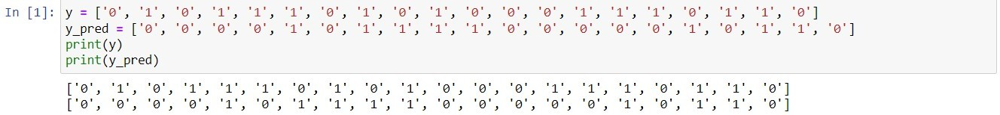 In [1]: y = ['0', '1', '0', '1', '1', '1', '0', '1', '0', '1', '0', '0', '0', '1', '1', '1', '0', '1', '1', '0']
y_pred = ['0', '0', '0', '0', '1', '0', '1', '1', '1', '1', '0', '0', '0', '0', '0', '1', '0', '1', '1', '0']
print(y)
print(y_pred)
['0', '1', '0', '1', '1', '1', '0', '1', '0', '1', '0', '0', '0', '1', '1', '1', '0', '1', '1', '0']
['0', '0', '0', '0', '1', '0', '1', '1', '1', '1', '0', '0', '0', '0', '0', '1', '0', '1', '1', '0']